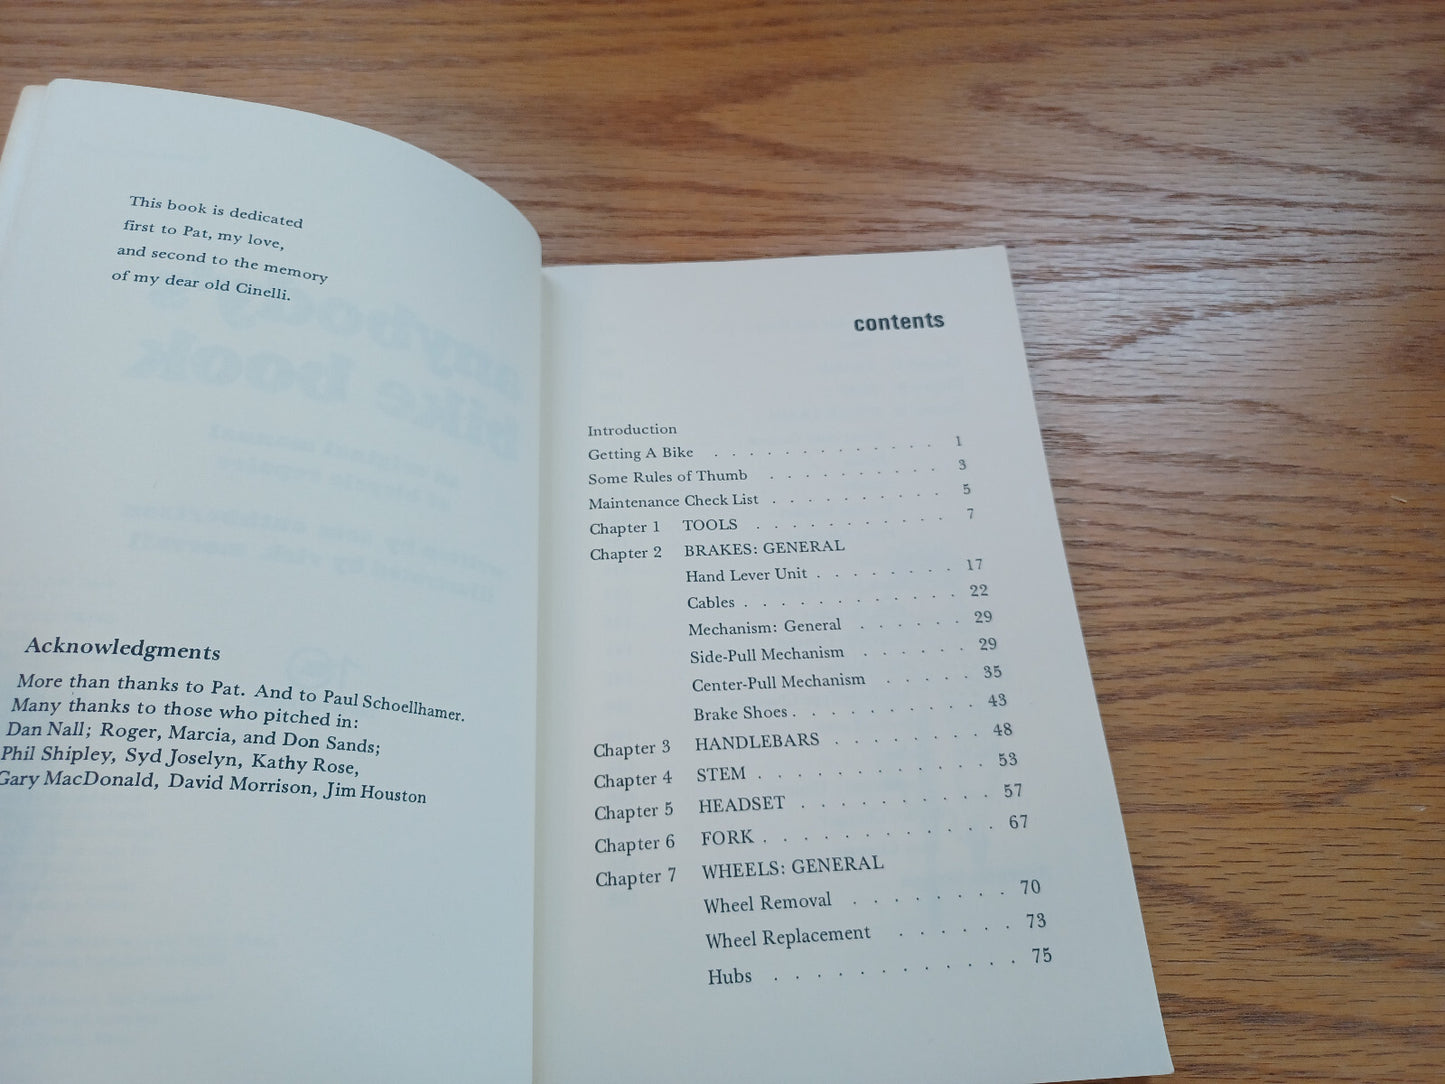 This book is dedicated
first to Pat, my love,
and second to the memory
of my dear old Cinelli.
Acknowledgments
More than thanks to Pat. And to Paul Schoellhamer.
Many thanks to those who pitched in:
Dan Nall; Roger, Marcia, and Don Sands;
Phil Shipley, Syd Joselyn, Kathy Rose,
Gary MacDonald, David Morrison, Jim Houston
contents
Introduction
Getting A Bike . . . . . . . . . . . . 1
Some Rules of Thumb . . . . . . . . . . 3
Maintenance Check List . . . . . . . . . . 5
Chapter 1 TOOLS . . . . . . . . . . . 7
Chapter 2 BRAKES: GENERAL
Hand Lever Unit . . . . . . . . 17
Cables . . . . . . . . . . . . 22
Mechanism: General . . . . . . 29
Side-Pull Mechanism . . . . . . 29
Center-Pull Mechanism . . . . . 35
Brake Shoes . . . . . . . . . . 43
Chapter 3 HANDLEBARS . . . . . . . . 48
Chapter 4 STEM . . . . . . . . . . . . 53
Chapter 5 HEADSET . . . . . . . . . . 57
Chapter 6 FORK . . . . . . . . . . . . 67
Chapter 7 WHEELS: GENERAL
Wheel Removal . . . . . . . . 70
Wheel Replacement . . . . . . 73
Hubs . . . . . . . . . . . . 75